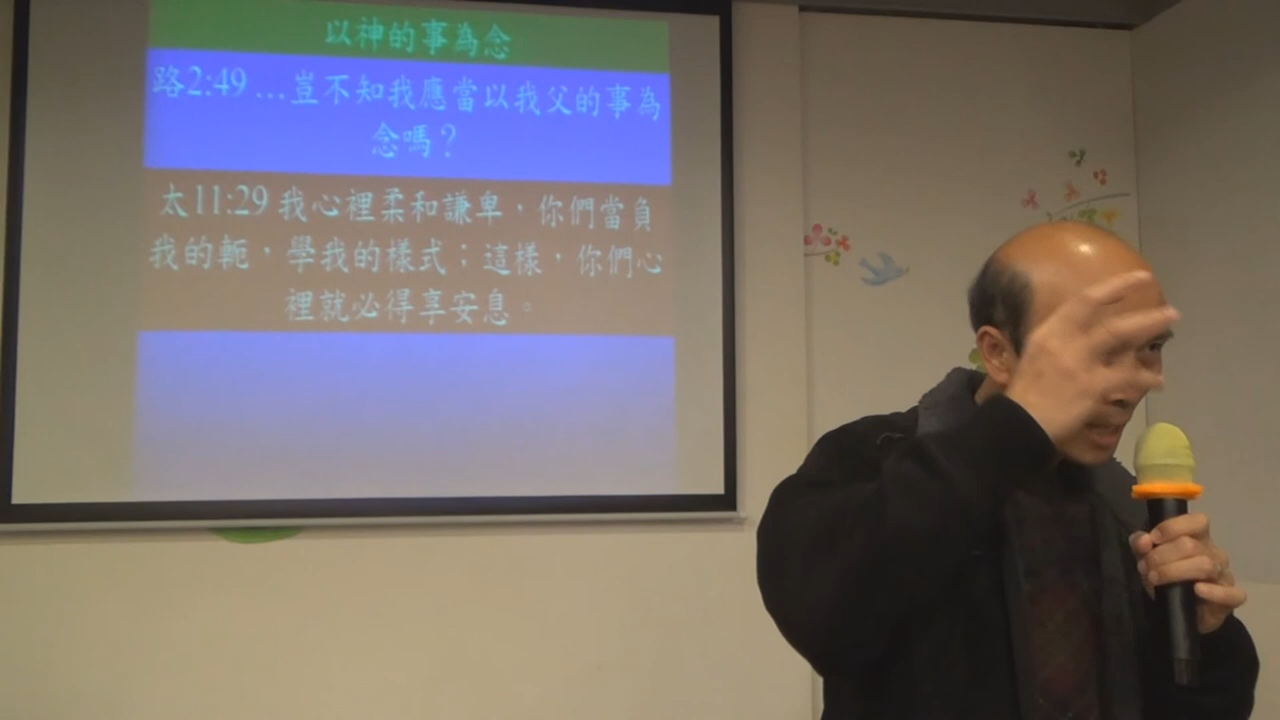 以神的事為念
路2:49 ...豈不知我應當以我父的事為
念嗎？
太11:29 我心裡柔和謙卑，你們當負
我的軛，學我的樣式；這樣，你們心
裡就必得享安息。